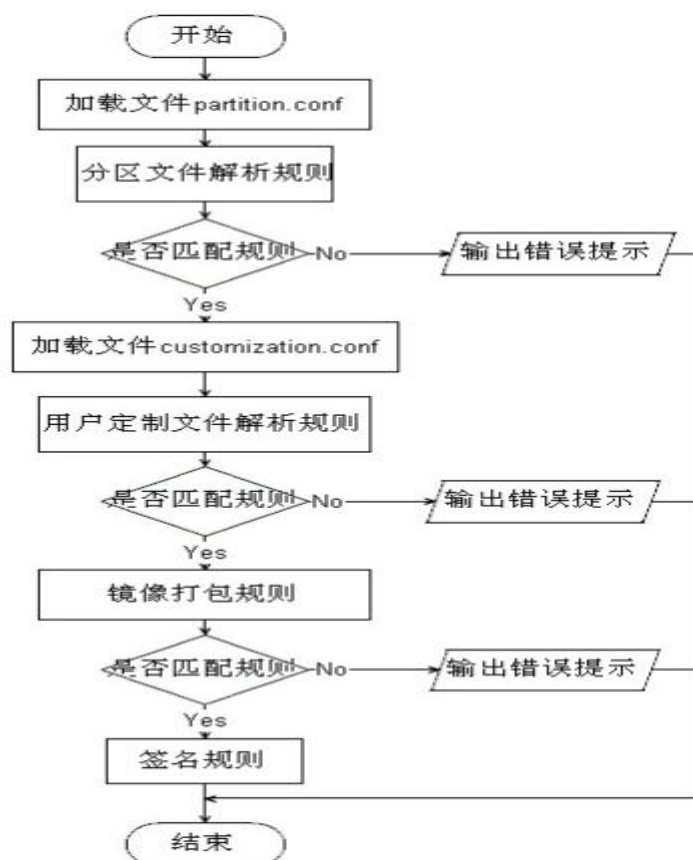 开始
加载文件partition.conf
分区文件解析规则
是否匹配规则
No
输出错误提示
Yes
加载文件customization.conf
用户定制文件解析规则
是否匹配规则
No
输出错误提示
Yes
镜像打包规则
是否匹配规则
No
输出错误提示
Yes
签名规则
结束